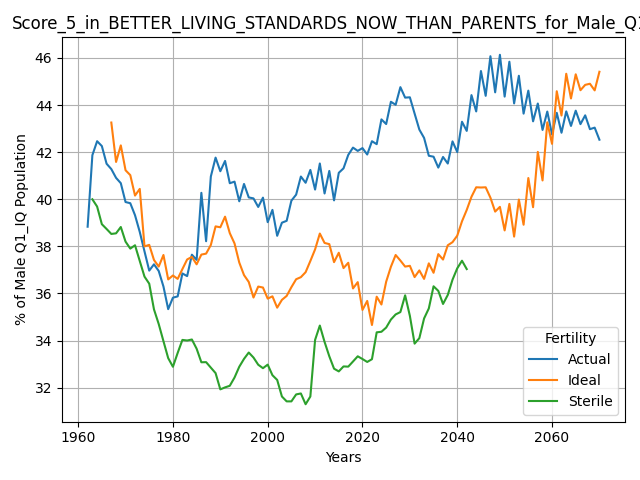 Score_5_in_BETTER_LIVING_STANDARDS_NOW_THAN_PARENTS_for_Male_Q1
% of Male Q1_IQ Population
46
44
42
40
38
36
34
32
1960 1980 2000 2020 2040 2060
Years
Fertility
Actual
Ideal
Sterile